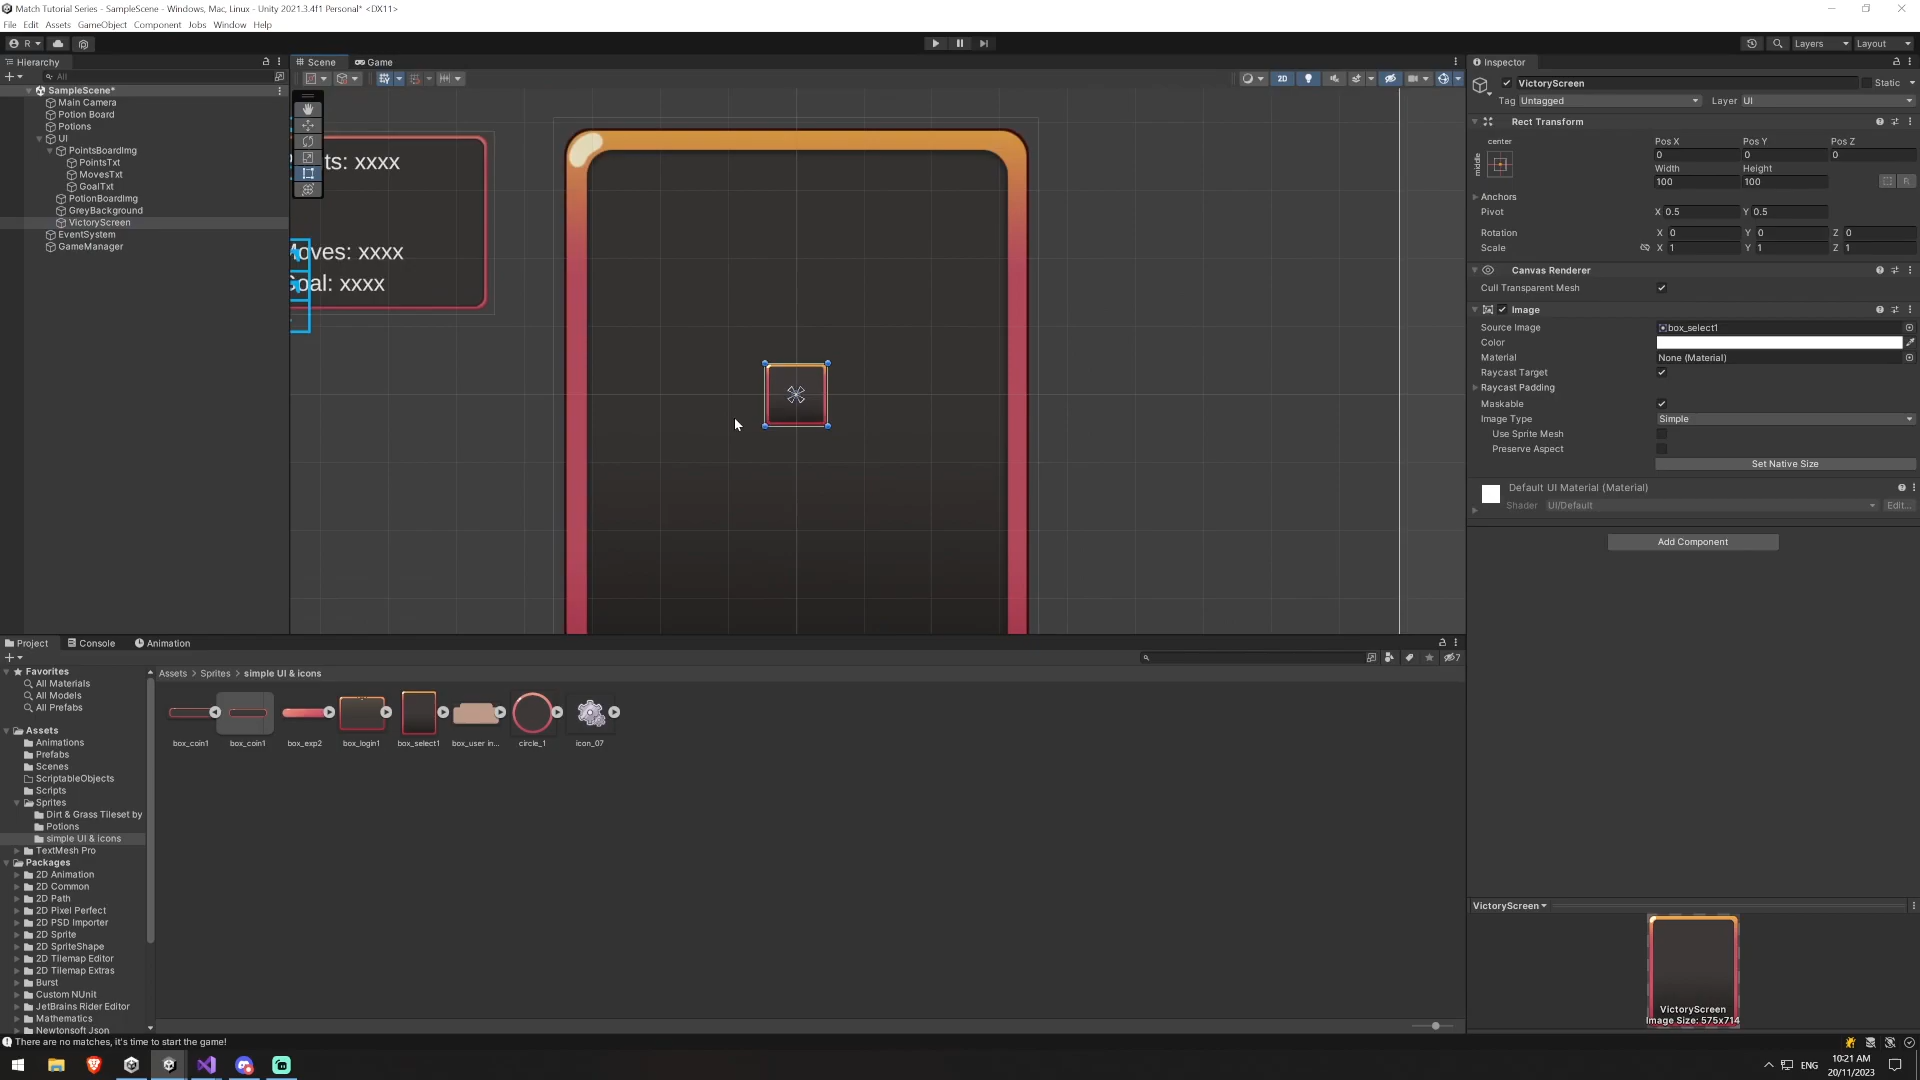 Match Tutorial Series - SampleScene - Windows, Mac, Linux - Unity 2021.3.4f1 Personal* <DX11>
File Edit Assets GameObject Component Jobs Window Help
R Layers Layout
Hierarchy
All
SampleScene*
Main Camera
Potion Board
Potions
UI
PointsBoardImg
PointsTxt
MovesTxt
GoalTxt
PotionBoardImg
GreyBackground
VictoryScreen
EventSystem
GameManager
Scene Game
2D
ts: xxxx
oves: xxxx
oal: xxxx
Inspector
VictoryScreen Static
Tag Untagged Layer UI
Rect Transform
center Pos X Pos Y Pos Z
middle 0 0 0
Width Height
100 100 R
Anchors
Pivot X 0.5 Y 0.5
Rotation X 0 Y 0 Z 0
Scale X 1 Y 1 Z 1
Canvas Renderer
Cull Transparent Mesh
Image
Source Image box_select1
Color
Material None (Material)
Raycast Target
Raycast Padding
Maskable
Image Type Simple
Use Sprite Mesh
Preserve Aspect
Set Native Size
Default UI Material (Material)
Shader UI/Default Edit...
Add Component
VictoryScreen
VictoryScreen
Image Size: 575x714
Project Console Animation
7
Favorites
All Materials
All Models
All Prefabs
Assets
Animations
Prefabs
Scenes
ScriptableObjects
Scripts
Sprites
Dirt & Grass Tileset by
Potions
simple UI & icons
TextMesh Pro
Packages
2D Animation
2D Common
2D Path
2D Pixel Perfect
2D PSD Importer
2D Sprite
2D SpriteShape
2D Tilemap Editor
2D Tilemap Extras
Burst
Custom NUnit
JetBrains Rider Editor
Mathematics
Newtonsoft Json
Assets > Sprites > simple UI & icons
box_coin1 box_coin1 box_exp2 box_login1 box_select1 box_user in... circle_1 icon_07
There are no matches, it's time to start the game!
ENG
10:21 AM
20/11/2023